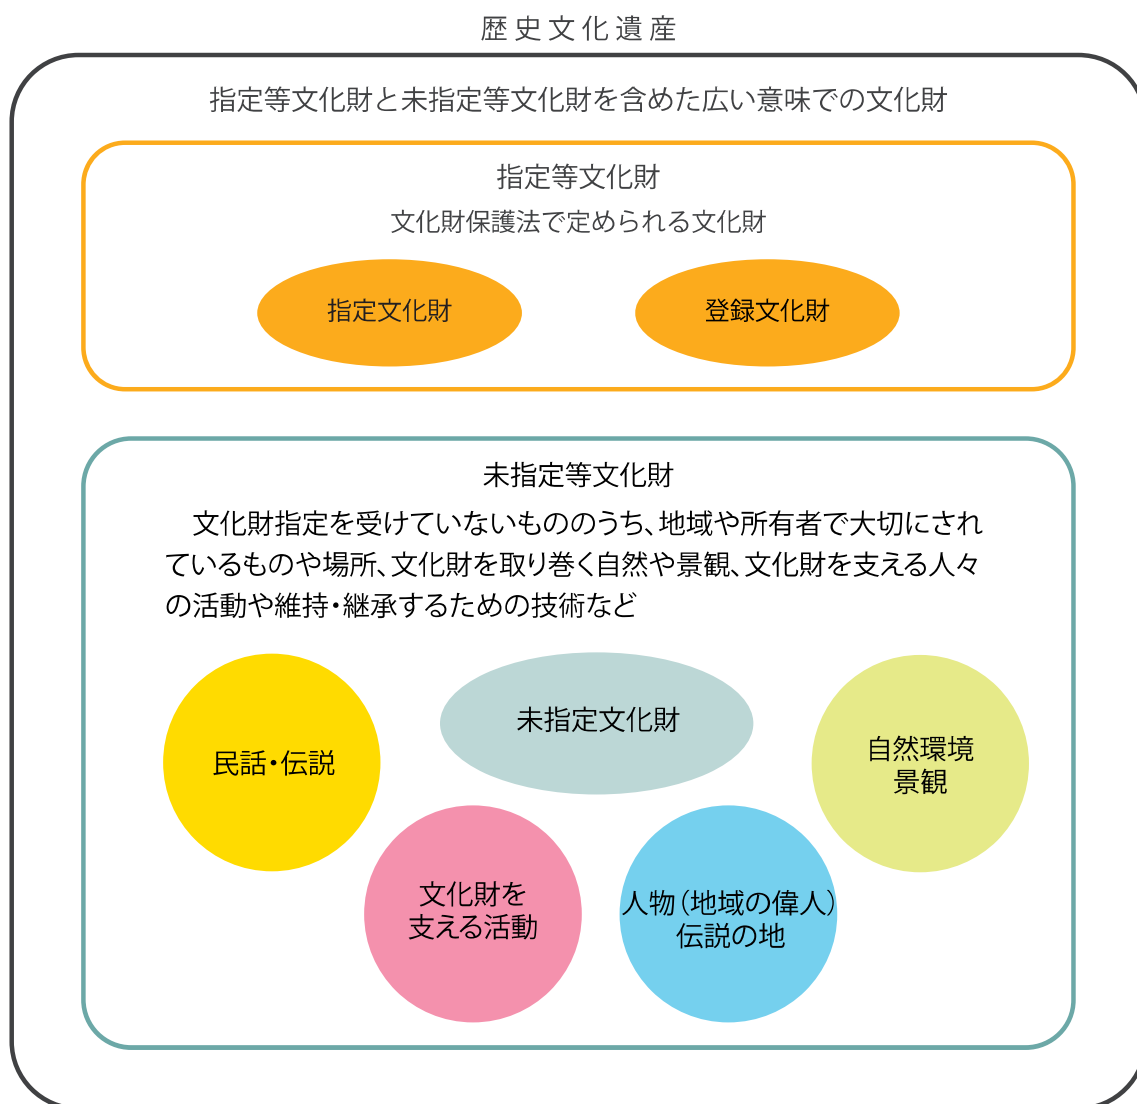 歴史文化遺産
指定等文化財と未指定等文化財を含めた広い意味での文化財
指定等文化財
文化財保護法で定められる文化財
指定文化財
登録文化財
未指定等文化財
文化財指定を受けていないもののうち、地域や所有者で大切にされ
ているものや場所、文化財を取り巻く自然や景観、文化財を支える人々
の活動や維持・継承するための技術など
民話・伝説
未指定文化財
自然環境
景観
文化財を
支える活動
人物（地域の偉人）
伝説の地